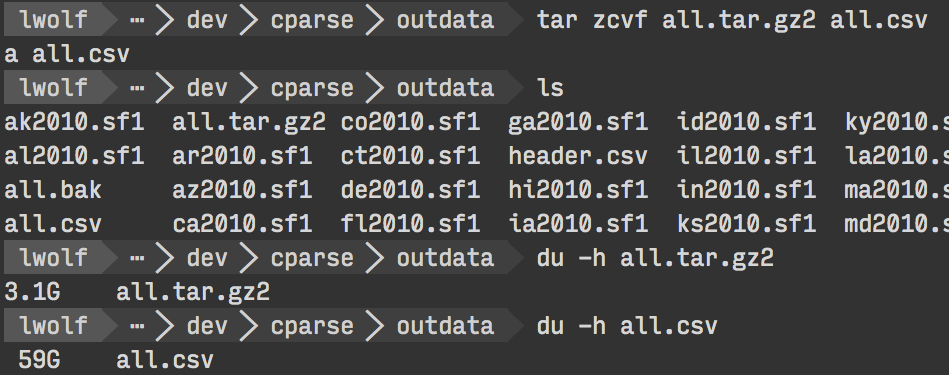 lwolf ⋯ dev cparse outdata tar zcvf all.tar.gz2 all.csv
a all.csv
lwolf ⋯ dev cparse outdata ls
ak2010.sf1 all.tar.gz2 co2010.sf1 ga2010.sf1 id2010.sf1 ky2010.s
al2010.sf1 ar2010.sf1 ct2010.sf1 header.csv il2010.sf1 la2010.s
all.bak az2010.sf1 de2010.sf1 hi2010.sf1 in2010.sf1 ma2010.s
all.csv ca2010.sf1 fl2010.sf1 ia2010.sf1 ks2010.sf1 md2010.s
lwolf ⋯ dev cparse outdata du -h all.tar.gz2
3.1G all.tar.gz2
lwolf ⋯ dev cparse outdata du -h all.csv
59G all.csv